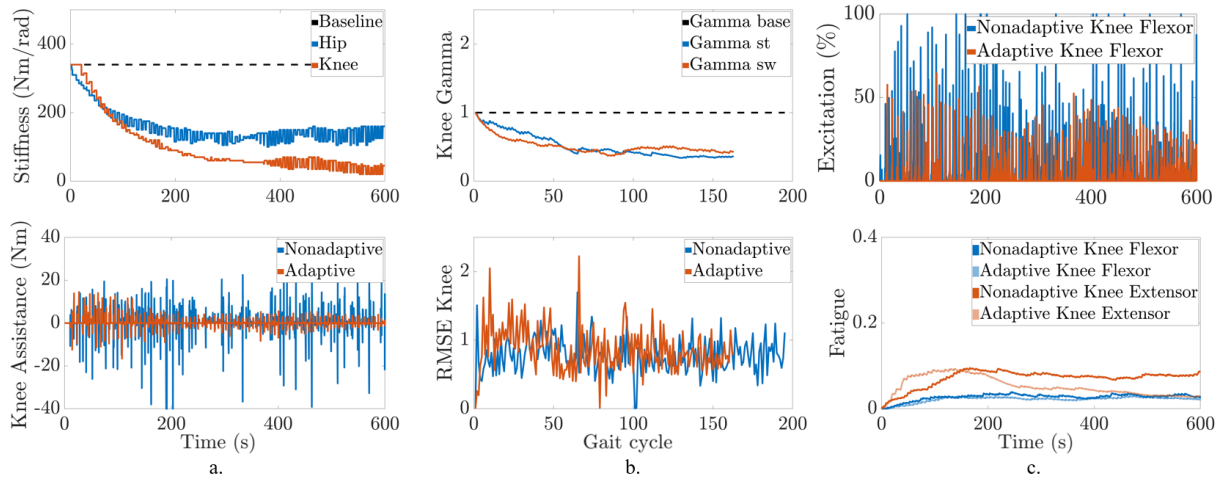 Stiffness (Nm/rad)
400
200
0
0 200 400 600
Baseline
Hip
Knee
Knee Gamma
2
1
0
0 50 100 150 200
Gamma base
Gamma st
Gamma sw
Excitation (%)
100
50
0
0 200 400 600
Nonadaptive Knee Flexor
Adaptive Knee Flexor
Knee Assistance (Nm)
40
20
0
-20
-40
0 200 400 600
Time (s)
Nonadaptive
Adaptive
a.
RMSE Knee
2
1
0
0 50 100 150 200
Gait cycle
Nonadaptive
Adaptive
b.
Fatigue
0.4
0.2
0
0 200 400 600
Time (s)
Nonadaptive Knee Flexor
Adaptive Knee Flexor
Nonadaptive Knee Extensor
Adaptive Knee Extensor
c.